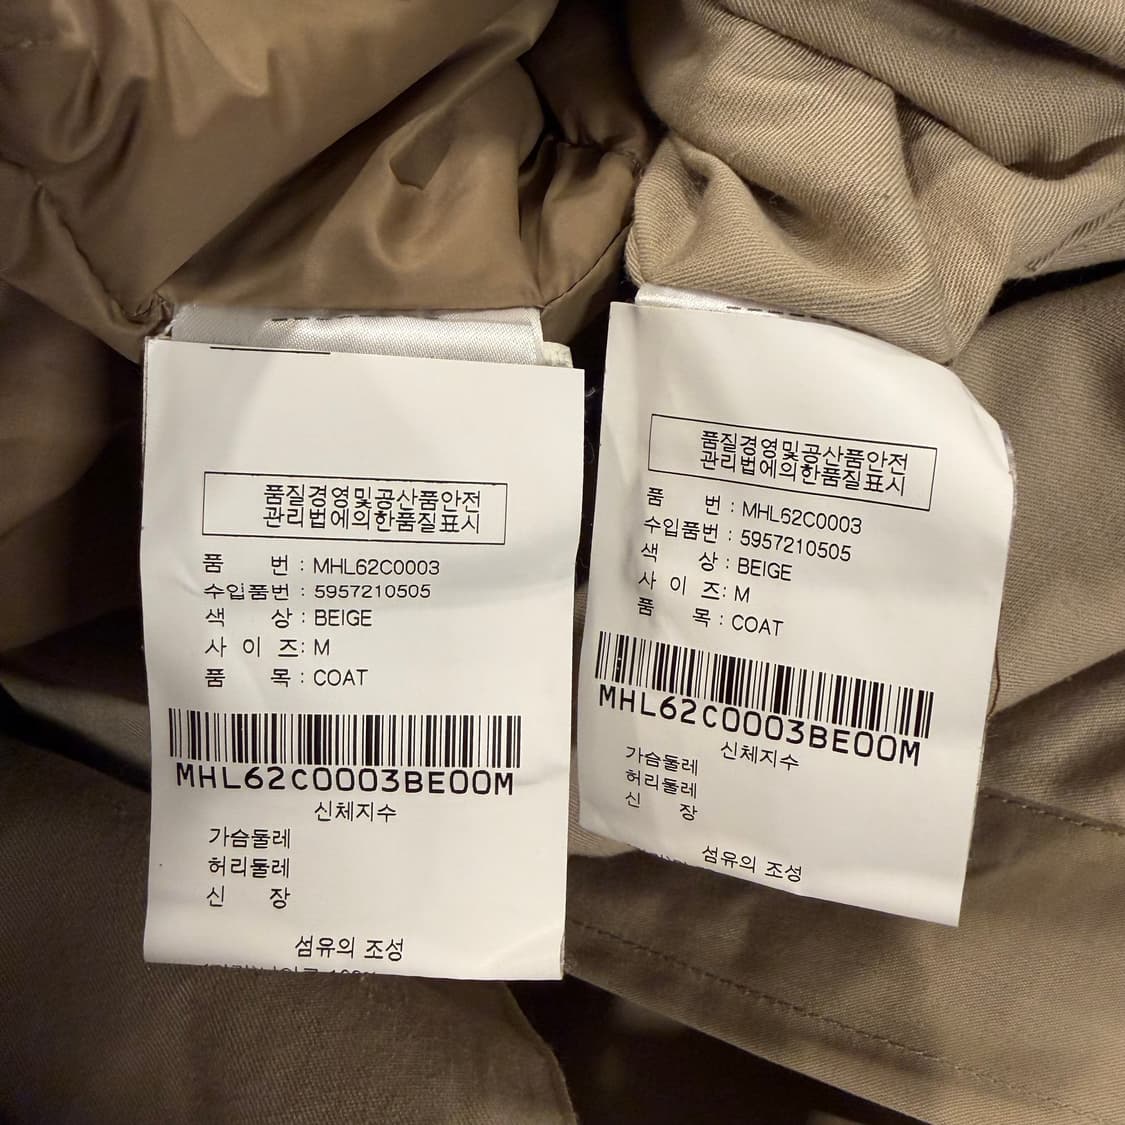 품질경영및공산품안전
관리법에의한품질표시
품 번 : MHL62C0003
수입품번 : 5957210505
색 상 : BEIGE
사 이 즈: M
품 목 : COAT
MHL62C0003BE00M
신체지수
가슴둘레
허리둘레
신 장
섬유의 조성
품질경영및공산품안전
관리법에의한품질표시
품 번 : MHL62C0003
수입품번 : 5957210505
색 상 : BEIGE
사 이 즈: M
품 목 : COAT
MHL62C0003BE00M
신체지수
가슴둘레
허리둘레
신 장
섬유의 조성